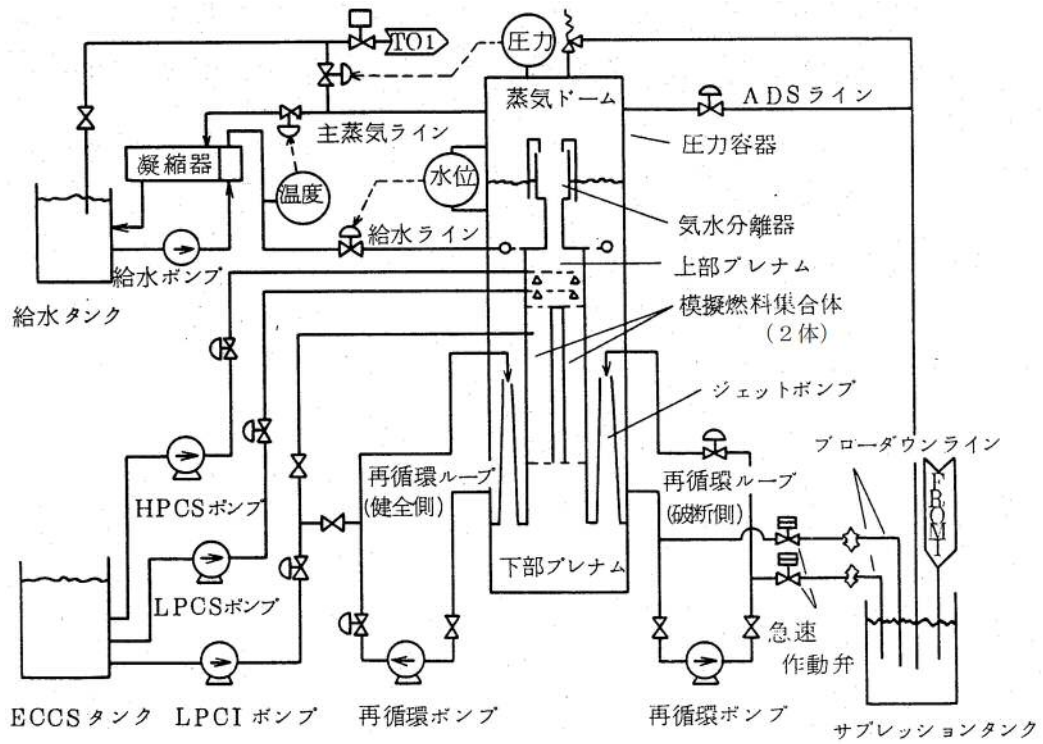 TO1
圧力
蒸気ドーム
ADSライン
主蒸気ライン
圧力容器
凝縮器
温度
水位
気水分離器
給水ライン
給水ポンプ
上部プレナム
給水タンク
模擬燃料集合体
(2体)
ジェットポンプ
ブローダウンライン
再循環ループ
(健全側)
再循環ループ
(破断側)
FROM1
HPCSポンプ
下部プレナム
LPCSポンプ
急速
作動弁
ECCSタンク
LPCIポンプ
再循環ポンプ
再循環ポンプ
サプレッションタンク